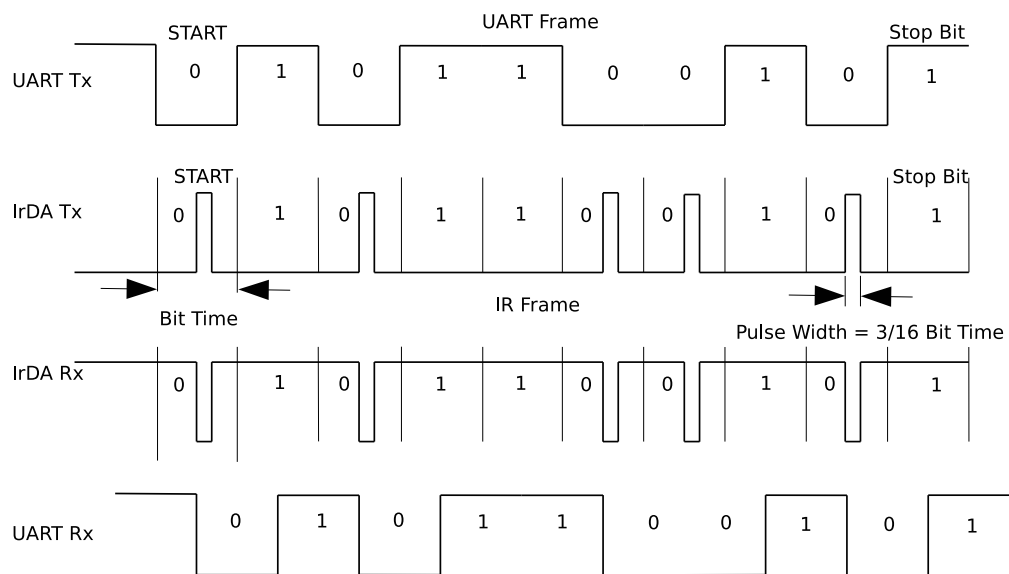 UART Frame
START
Stop Bit
UART Tx
0 1 0 1 1 0 0 1 0 1
START
Stop Bit
IrDA Tx
0 1 0 1 1 0 0 1 0 1
IR Frame
Bit Time
Pulse Width = 3/16 Bit Time
IrDA Rx
0 1 0 1 1 0 0 1 0 1
UART Rx
0 1 0 1 1 0 0 1 0 1